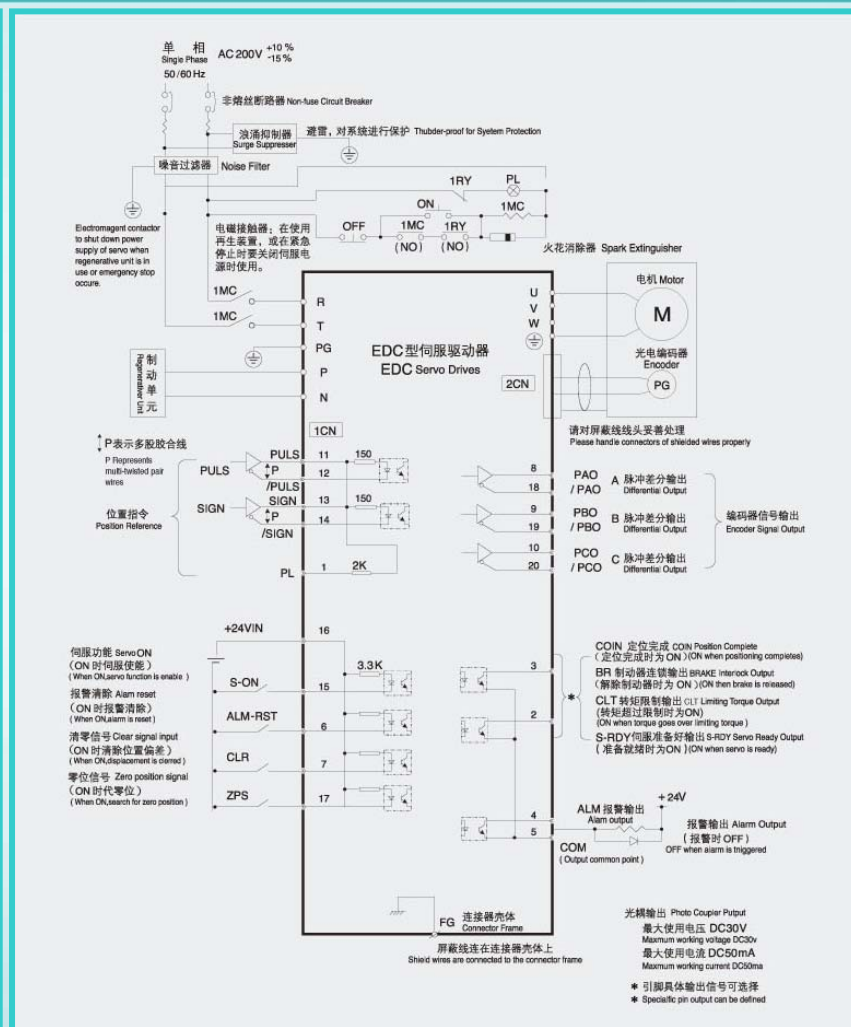 单 相
Single Phase
AC 200V +10 % -15 %
50/60 Hz
非熔丝断路器 Non-fuse Circuit Breaker
浪涌抑制器
Surge Suppresser
避雷，对系统进行保护 Thubder-proof for Syetem Protection
噪音过滤器
Noise Filter
1RY
PL
ON
1MC
OFF
1MC
(NO)
1RY
(NO)
Electromagent contactor
to shut down power
supply of servo when
regenerative unit is in
use or emergency stop
occure.
电磁接触器：在使用
再生装置，或在紧急
停止时要关闭伺服电
源时使用。
火花消除器 Spark Extinguisher
1MC
1MC
R
T
PG
P
N
制动单元
Regenerative Unit
EDC型伺服驱动器
EDC Servo Drives
U
V
W
电机 Motor
M
光电编码器
Encoder
PG
2CN
请对屏蔽线线头妥善处理
Please handle connectors of shielded wires properly
1CN
P表示多股胶合线
P Represents
multi-twisted pair
wires
位置指令
Position Reference
PULS
PULS
P
/PULS
11
12
150
SIGN
SIGN
P
/SIGN
13
14
150
PL
1
2K
8
18
PAO
/ PAO
A 脉冲差分输出
Differential Output
9
19
PBO
/ PBO
B 脉冲差分输出
Differential Output
10
20
PCO
/ PCO
C 脉冲差分输出
Differential Output
编码器信号输出
Encoder Signal Output
+24VIN
16
3.3 K
伺服功能 Servo ON
(ON 时伺服使能)
( When ON,servo function is enable )
S-ON
15
报警清除 Alam reset
(ON 时报警清除)
( When ON,alarm is reset )
ALM-RST
6
清零信号 Clear signal input
(ON 时清除位置偏差)
( When ON,displacement is clerred )
CLR
7
零位信号 Zero position signal
(ON 时代零位)
( When ON,search for zero position )
ZPS
17
3
2
*
COIN 定位完成 COIN Position Complete
(定位完成时为 ON )(ON when positioning completes)
BR 制动器连锁输出 BRAKE Interlock Output
(解除制动器时为 ON )(ON then brake is released)
CLT 转矩限制输出 CLT Limiting Torque Output
(转矩超过限制时为ON)
(ON when torque goes over limiting torque )
S-RDY伺服准备好输出 S-RDY Servo Ready Output
( 准备就绪时为ON )(ON when servo is ready)
4
5
ALM 报警输出
Alam output
+ 24V
COM
( Output common point )
报警输出 Alarm Output
( 报警时 OFF )
OFF when alarm is triggered
FG
连接器壳体
Connector Frame
屏蔽线连在连接器壳体上
Shield wires are connected to the connector frame
光耦输出 Photo Coupler Putput
最大使用电压 DC30V
Maxmum working voltage DC30v
最大使用电流 DC50mA
Maxmum working current DC50ma
* 引脚具体输出信号可选择
* Specialfic pin output can be defined